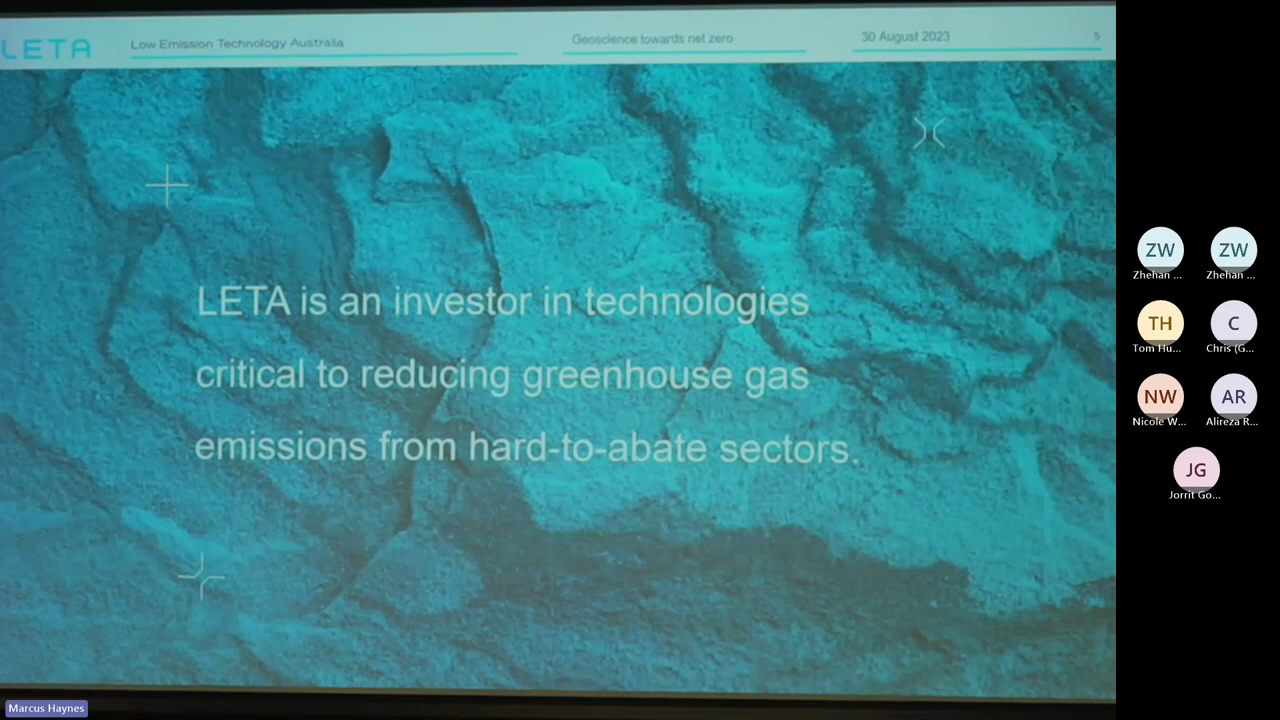 LETA
Low Emission Technology Australia
Geoscience towards net zero
30 August 2023
5
LETA is an investor in technologies
critical to reducing greenhouse gas
emissions from hard-to-abate sectors.
ZW
ZW
Zhehan ...
Zhehan ...
TH
C
Tom Hu...
Chris (G...
NW
AR
Nicole W...
Alireza R...
JG
Jorrit Go...
Marcus Haynes